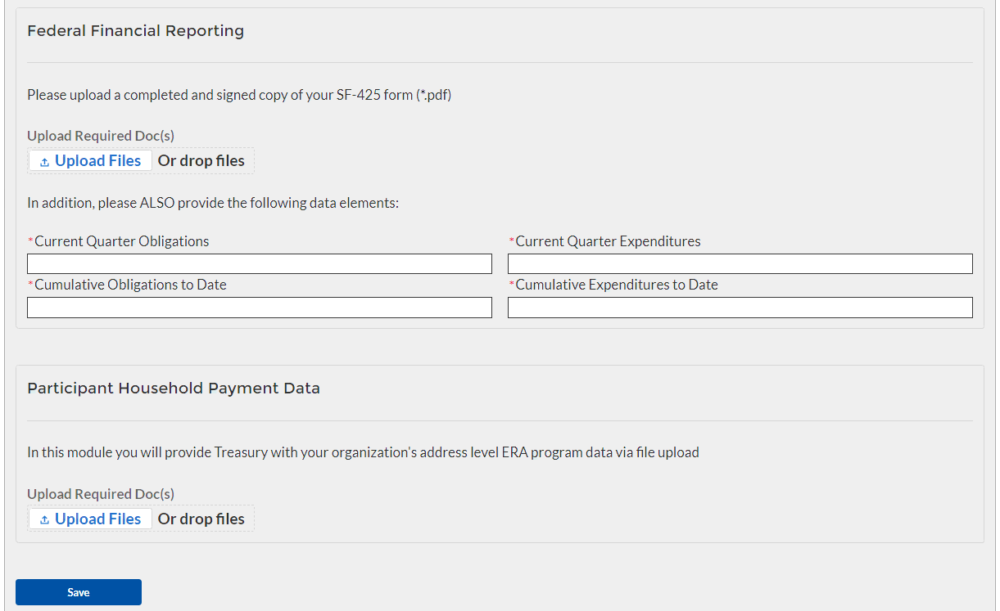 Federal Financial Reporting
Please upload a completed and signed copy of your SF-425 form (*.pdf)
Upload Required Doc(s)
Upload Files Or drop files
In addition, please ALSO provide the following data elements:
*Current Quarter Obligations *Current Quarter Expenditures
*Cumulative Obligations to Date *Cumulative Expenditures to Date
Participant Household Payment Data
In this module you will provide Treasury with your organization's address level ERA program data via file upload
Upload Required Doc(s)
Upload Files Or drop files
Save